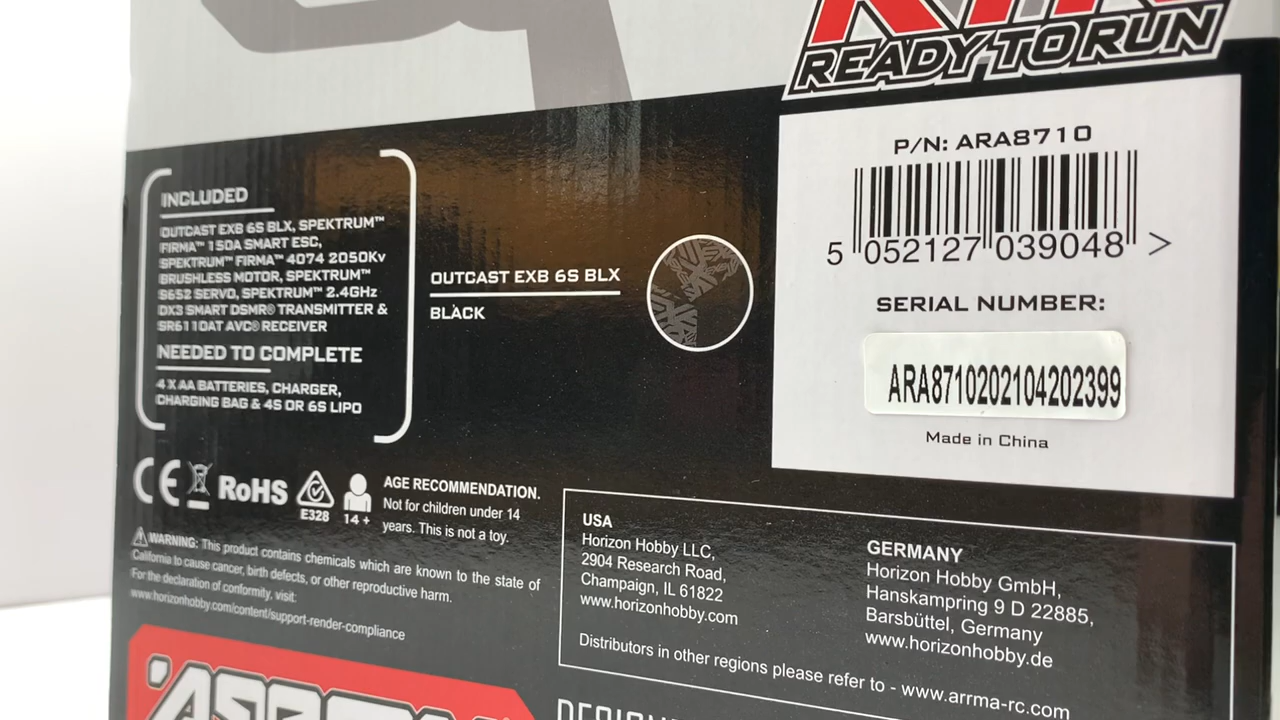 RTR
READY TO RUN
P/N: ARA8710
5 052127 039048 >
SERIAL NUMBER:
ARA8710202104202399
Made in China
INCLUDED
OUTCAST EXB 6S BLX, SPEKTRUM™
FIRMA™ 150A SMART ESC,
SPEKTRUM™ FIRMA™ 4074 2050Kv
BRUSHLESS MOTOR, SPEKTRUM™
S652 SERVO, SPEKTRUM™ 2.4GHz
DX3 SMART DSMR® TRANSMITTER &
SR611DAT AVC® RECEIVER
NEEDED TO COMPLETE
4 X AA BATTERIES, CHARGER,
CHARGING BAG & 4S OR 6S LIPO
OUTCAST EXB 6S BLX
BLACK
CE RoHS
E328
14 +
AGE RECOMMENDATION.
Not for children under 14
years. This is not a toy.
WARNING: This product contains chemicals which are known to the state of
California to cause cancer, birth defects, or other reproductive harm.
For the declaration of conformity, visit:
www.horizonhobby.com/content/support-render-compliance
USA
Horizon Hobby LLC,
2904 Research Road,
Champaign, IL 61822
www.horizonhobby.com
GERMANY
Horizon Hobby GmbH,
Hanskampring 9 D 22885,
Barsbüttel, Germany
www.horizonhobby.de
Distributors in other regions please refer to - www.arrma-rc.com
ARRMA